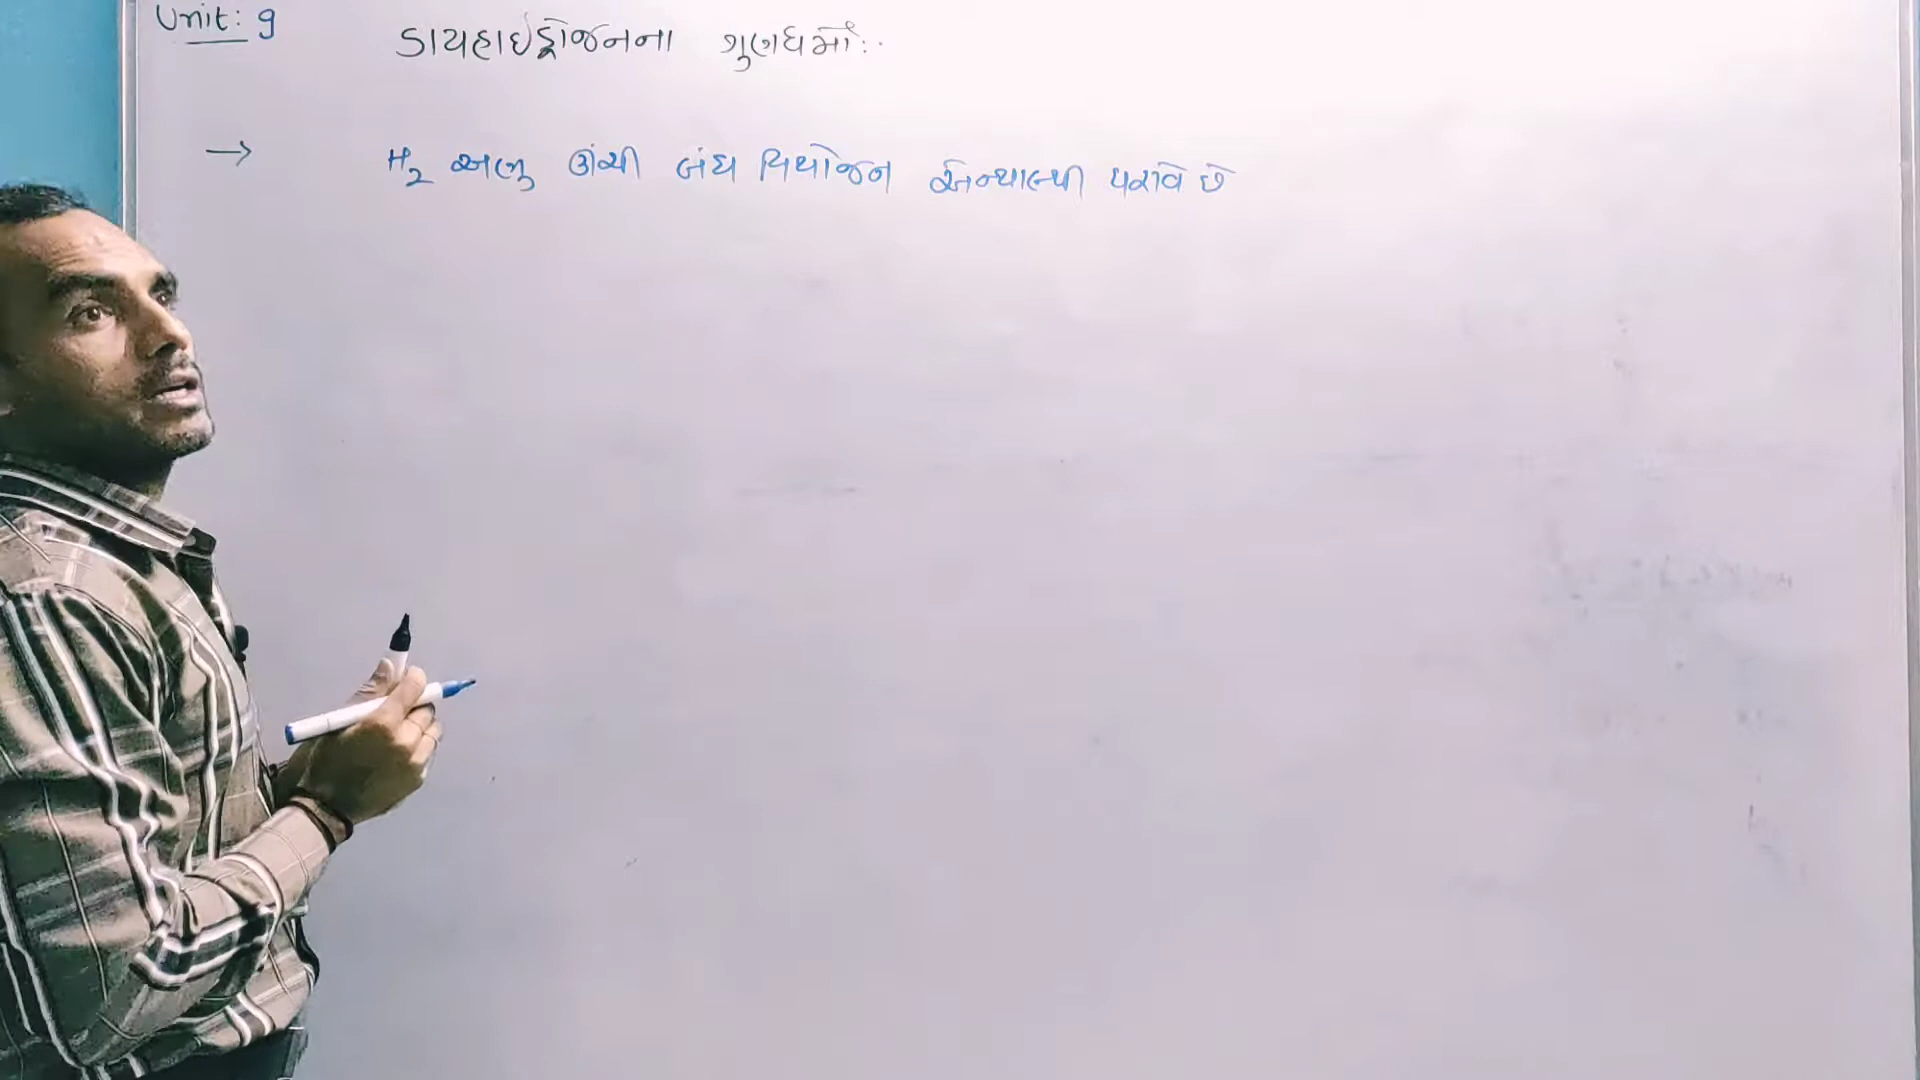 Unit: 9
ડાયહાઇડ્રોજનના ગુણધર્મો:
→ H₂ અણુ ઊંચી બંધ વિયોજન એન્થાલ્પી ધરાવે છે